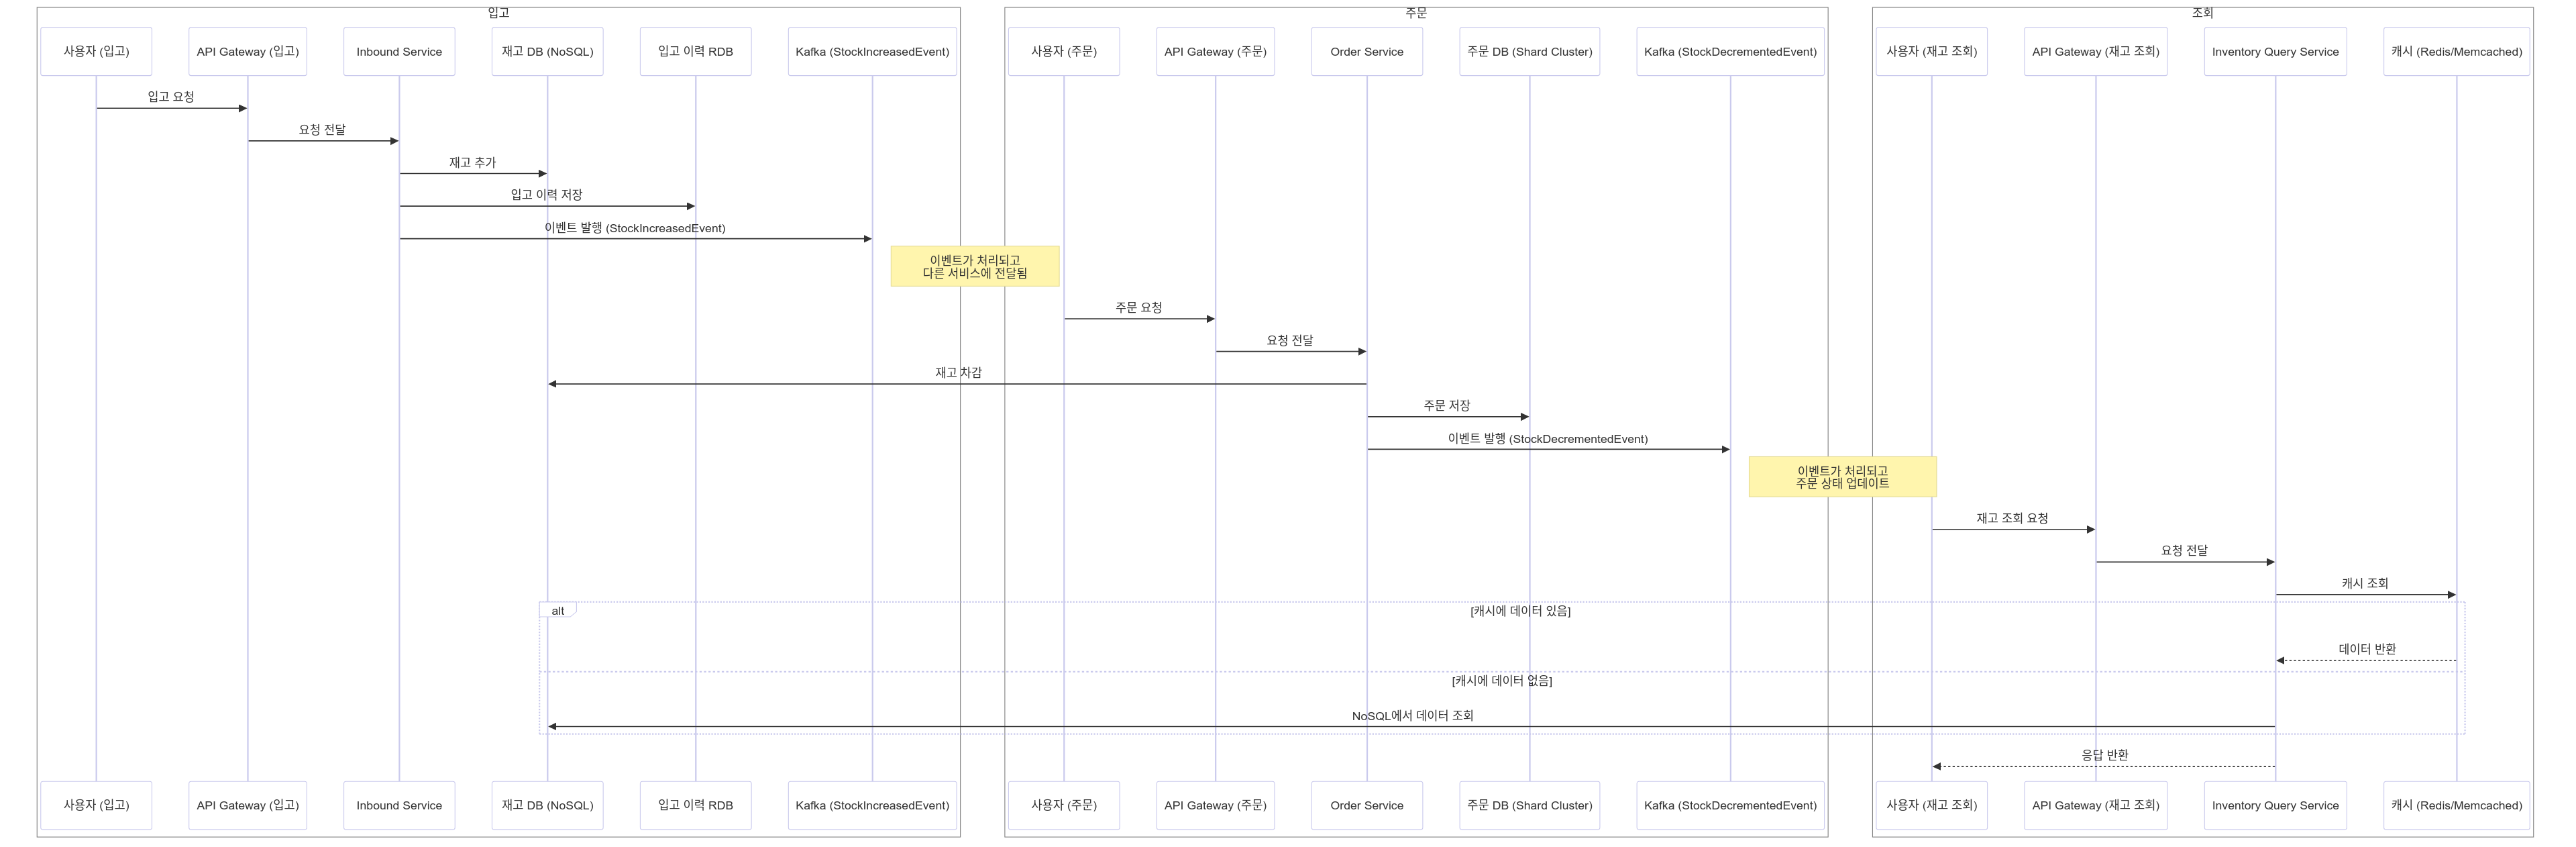 입고
주문
조회
사용자 (입고)
API Gateway (입고)
Inbound Service
재고 DB (NoSQL)
입고 이력 RDB
Kafka (StockIncreasedEvent)
사용자 (주문)
API Gateway (주문)
Order Service
주문 DB (Shard Cluster)
Kafka (StockDecrementedEvent)
사용자 (재고 조회)
API Gateway (재고 조회)
Inventory Query Service
캐시 (Redis/Memcached)
입고 요청
요청 전달
재고 추가
입고 이력 저장
이벤트 발행 (StockIncreasedEvent)
이벤트가 처리되고
다른 서비스에 전달됨
주문 요청
요청 전달
재고 차감
주문 저장
이벤트 발행 (StockDecrementedEvent)
이벤트가 처리되고
주문 상태 업데이트
재고 조회 요청
요청 전달
캐시 조회
alt
[캐시에 데이터 있음]
데이터 반환
[캐시에 데이터 없음]
NoSQL에서 데이터 조회
응답 반환
사용자 (입고)
API Gateway (입고)
Inbound Service
재고 DB (NoSQL)
입고 이력 RDB
Kafka (StockIncreasedEvent)
사용자 (주문)
API Gateway (주문)
Order Service
주문 DB (Shard Cluster)
Kafka (StockDecrementedEvent)
사용자 (재고 조회)
API Gateway (재고 조회)
Inventory Query Service
캐시 (Redis/Memcached)